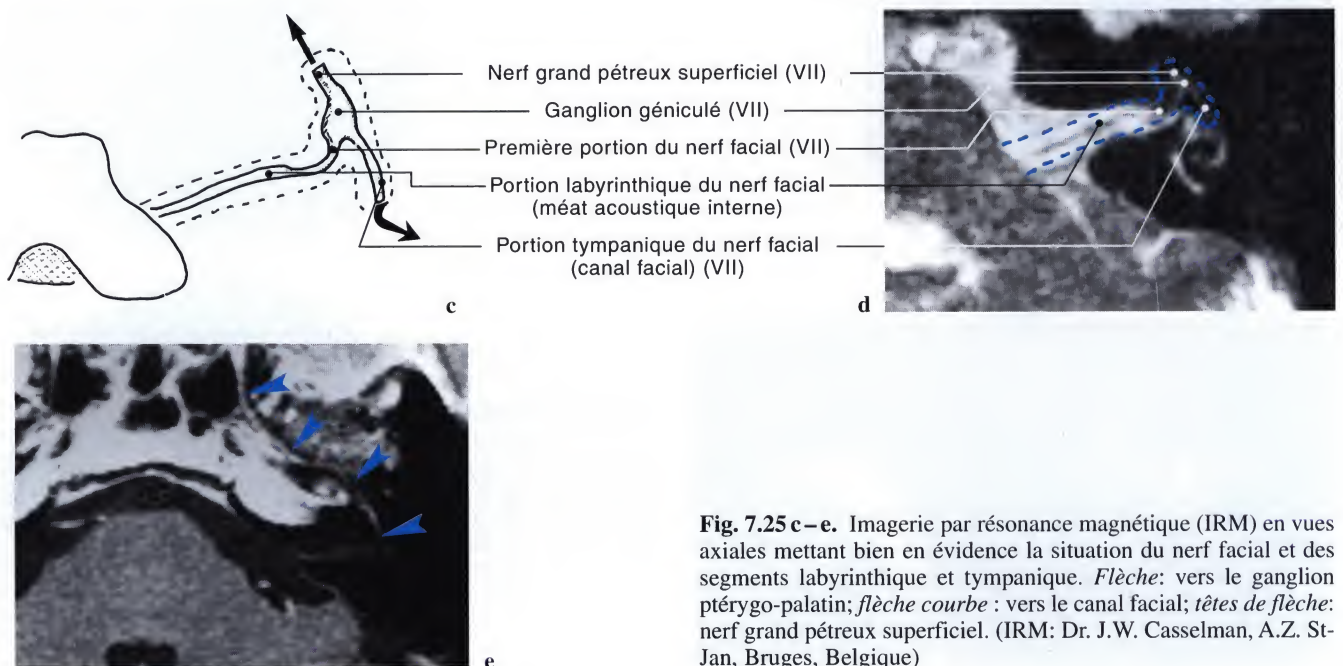 Nerf grand pétreux superficiel (VII)
Ganglion géniculé (VII)
Première portion du nerf facial (VII)
Portion labyrinthique du nerf facial
(méat acoustique interne)
Portion tympanique du nerf facial
(canal facial) (VII)
c
d
e
Fig. 7.25 c–e. Imagerie par résonance magnétique (IRM) en vues
axiales mettant bien en évidence la situation du nerf facial et des
segments labyrinthique et tympanique. Flèche: vers le ganglion
ptérygo-palatin; flèche courbe : vers le canal facial; têtes de flèche:
nerf grand pétreux superficiel. (IRM: Dr. J.W. Casselman, A.Z. St-
Jan, Bruges, Belgique)